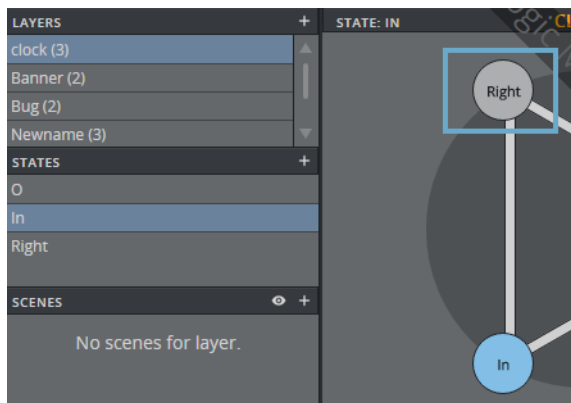 LAYERS +
clock (3)
Banner (2)
Bug (2)
Newname (3)
STATES +
O
In
Right
SCENES +
No scenes for layer.
STATE: IN
Right
In